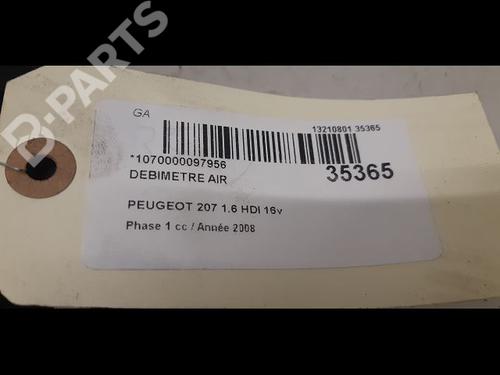 B-PARTS
GA
13210801 35365
*1070000097956
35365
DEBIMETRE AIR
PEUGEOT 207 1.6 HDI 16v
Phase 1 cc / Année 2008